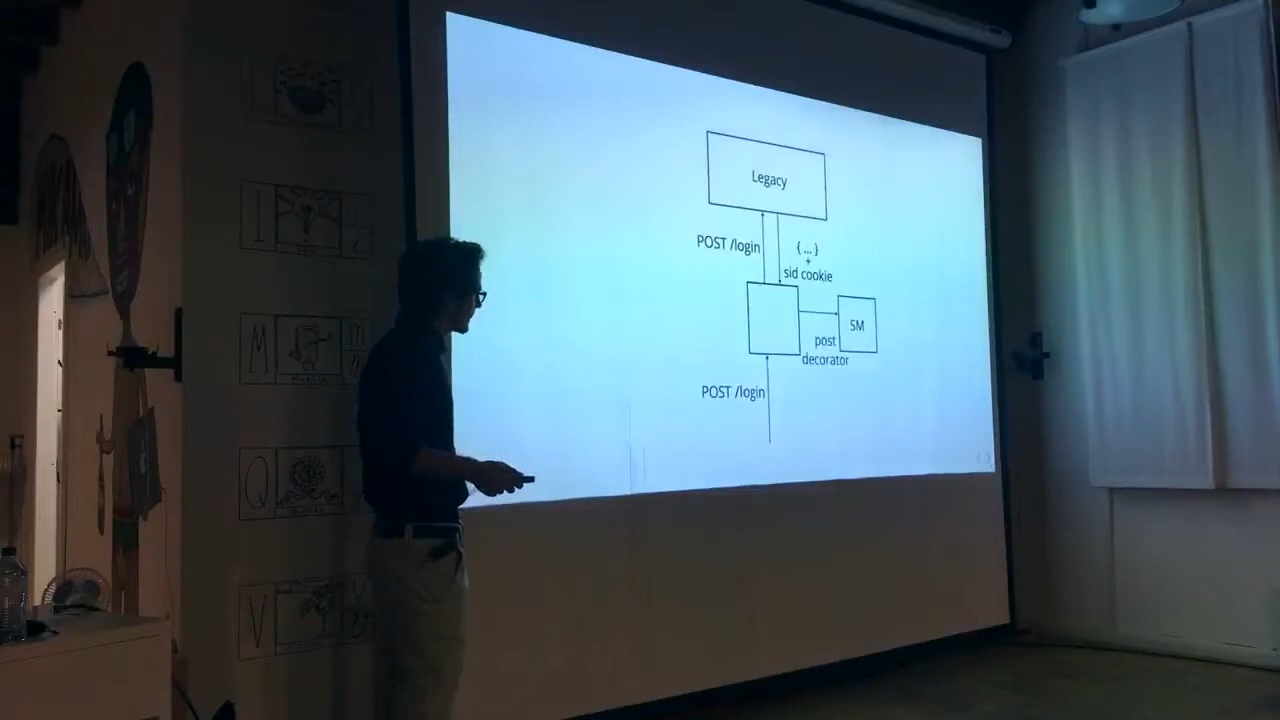 Legacy
POST /login
{ ... }
+
sid cookie
SM
post
decorator
POST /login
I
M
Q
V